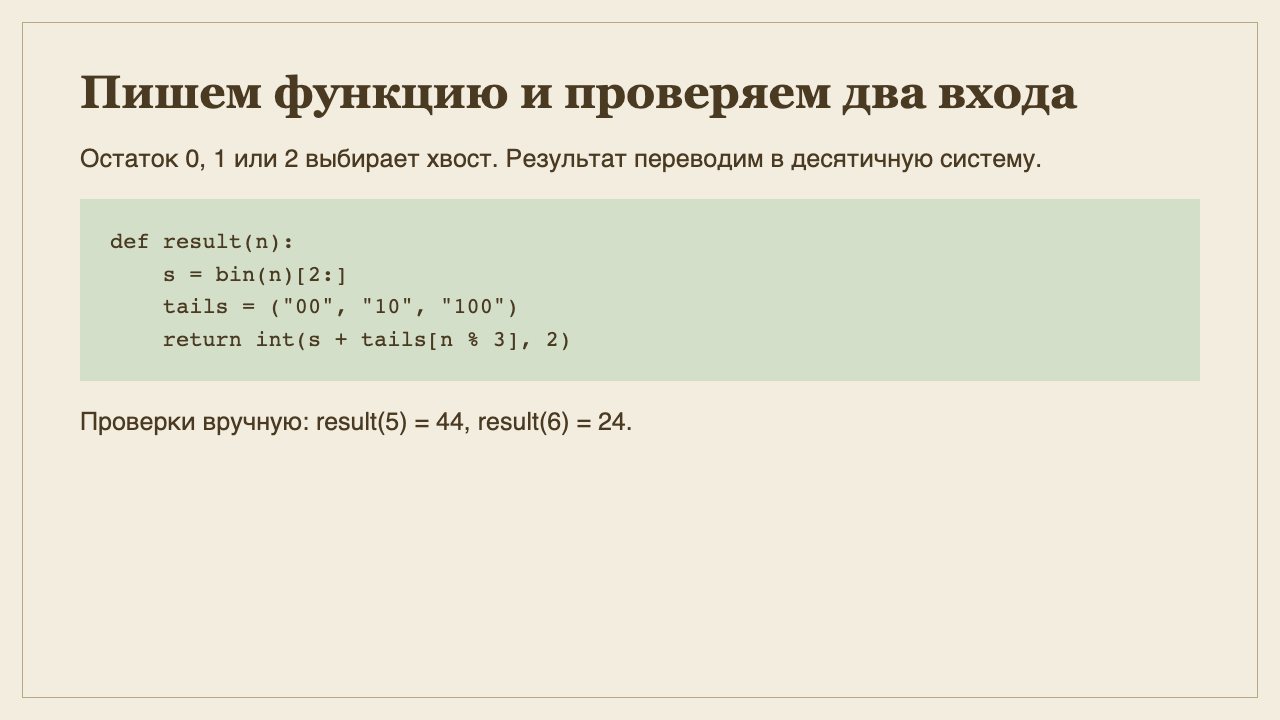 Пишем функцию и проверяем два входа
Остаток 0, 1 или 2 выбирает хвост. Результат переводим в десятичную систему.
def result(n):
    s = bin(n)[2:]
    tails = ("00", "10", "100")
    return int(s + tails[n % 3], 2)
Проверки вручную: result(5) = 44, result(6) = 24.